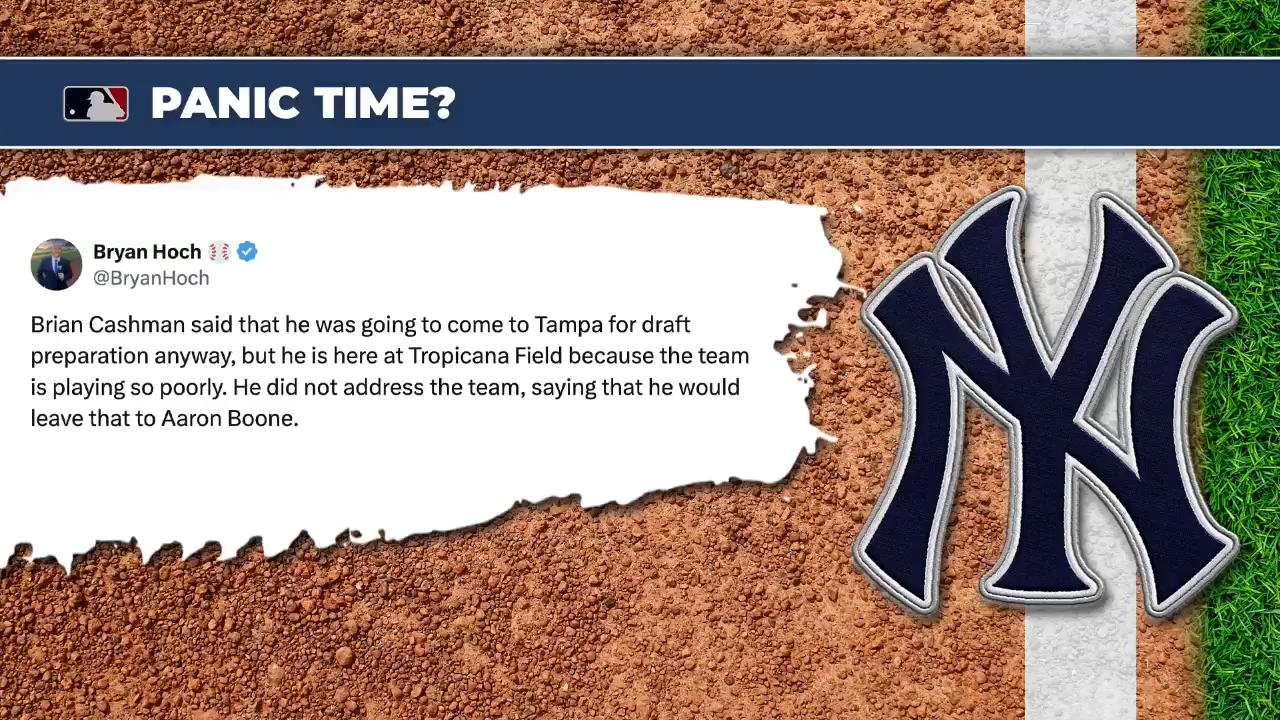 PANIC TIME?
Bryan Hoch
@BryanHoch
Brian Cashman said that he was going to come to Tampa for draft
preparation anyway, but he is here at Tropicana Field because the team
is playing so poorly. He did not address the team, saying that he would
leave that to Aaron Boone.
NY